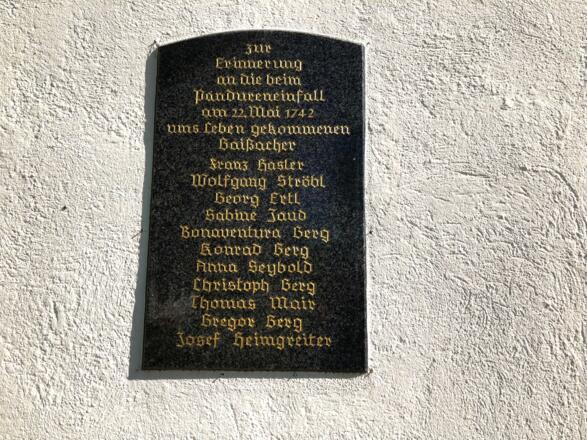 zur
Erinnerung
an die beim
Pandureneinfall
am 22. Mai 1742
ums Leben gekommenen
Gaißacher
Franz Hasler
Wolfgang Ströbl
Georg Ertl
Sabine Jaud
Bonaventura Berg
Konrad Berg
Anna Seybold
Christoph Berg
Thomas Mair
Gregor Berg
Josef Heimgreiter